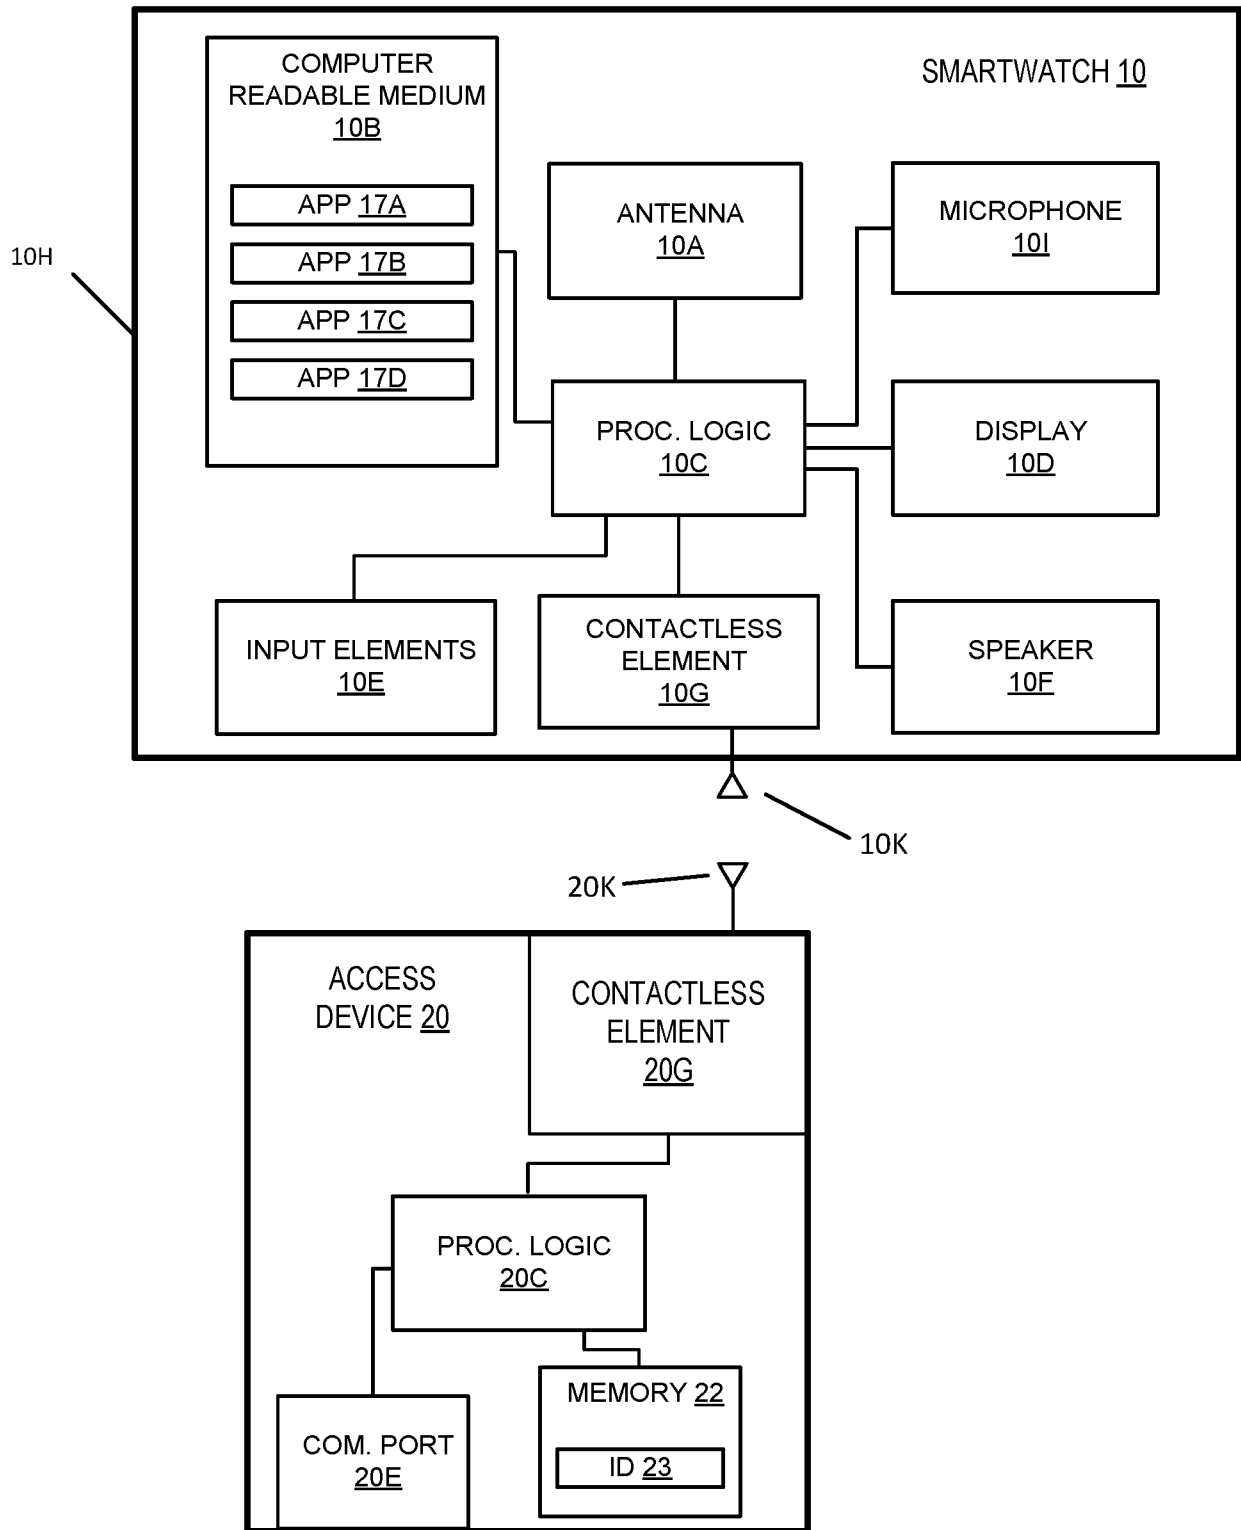 COMPUTER
READABLE MEDIUM
10B
APP 17A
APP 17B
APP 17C
APP 17D
SMARTWATCH 10
ANTENNA
10A
MICROPHONE
10I
10H
PROC. LOGIC
10C
DISPLAY
10D
INPUT ELEMENTS
10E
CONTACTLESS
ELEMENT
10G
SPEAKER
10F
10K
20K
ACCESS
DEVICE 20
CONTACTLESS
ELEMENT
20G
PROC. LOGIC
20C
COM. PORT
20E
MEMORY 22
ID 23